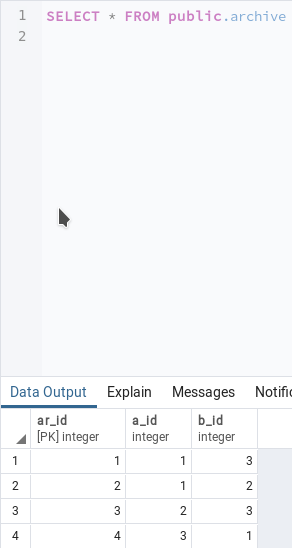 1 SELECT * FROM public.archive
2
Data Output Explain Messages Notific
ar_id a_id b_id
[PK] integer integer integer
1 1 1 3
2 2 1 2
3 3 2 3
4 4 3 1